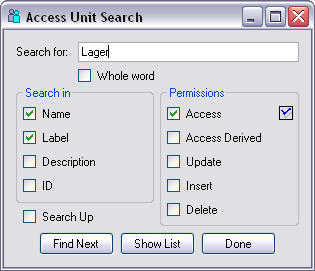 Access Unit Search
Search for: Lager
Whole word
Search in
Name
Label
Description
ID
Permissions
Access
Access Derived
Update
Insert
Delete
Search Up
Find Next Show List Done